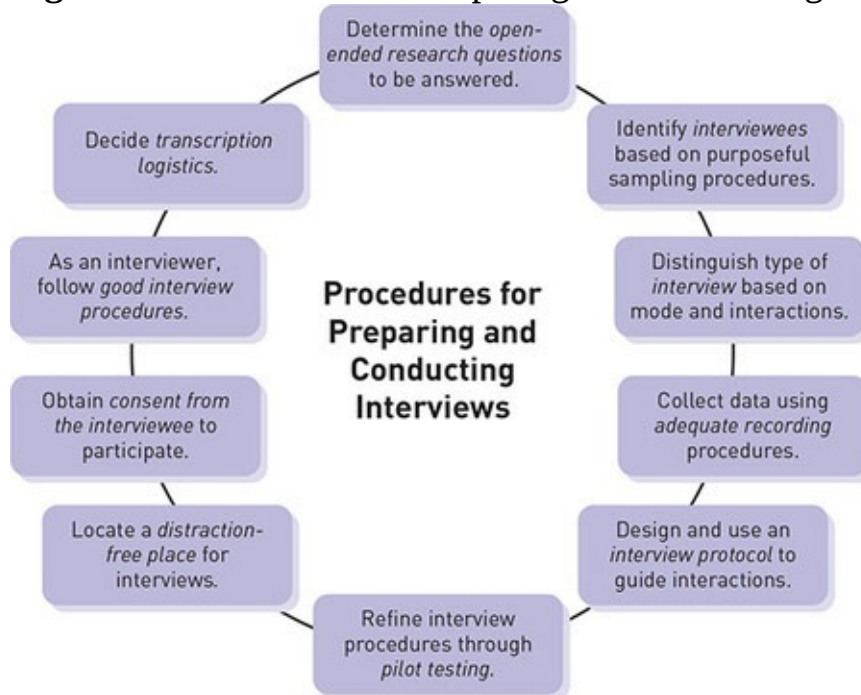 Determine the open-
ended research questions
to be answered.
Identify interviewees
based on purposeful
sampling procedures.
Distinguish type of
interview based on
mode and interactions.
Collect data using
adequate recording
procedures.
Design and use an
interview protocol to
guide interactions.
Refine interview
procedures through
pilot testing.
Locate a distraction-
free place for
interviews.
Obtain consent from
the interviewee to
participate.
As an interviewer,
follow good interview
procedures.
Decide transcription
logistics.
Procedures for
Preparing and
Conducting
Interviews